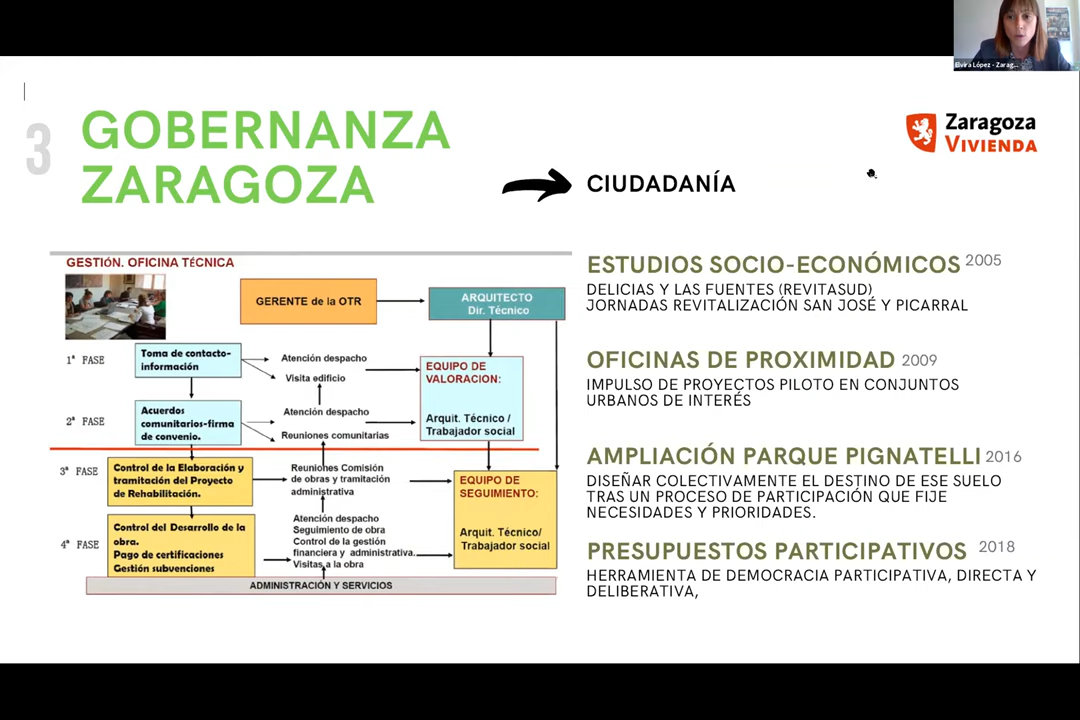 Elvira López - Zarag...
3
GOBERNANZA
ZARAGOZA
CIUDADANÍA
Zaragoza
VIVIENDA
GESTIÓN. OFICINA TÉCNICA
GERENTE de la OTR
ARQUITECTO
Dir. Técnico
1ª FASE
Toma de contacto-
información
Atención despacho
Visita edificio
EQUIPO DE
VALORACION:
Arquit. Técnico /
Trabajador social
2ª FASE
Acuerdos
comunitarios-firma
de convenio.
Atención despacho
Reuniones comunitarias
3ª FASE
Control de la Elaboración y
tramitación del Proyecto
de Rehabilitación.
Reuniones Comisión
de obras y tramitación
administrativa
EQUIPO DE
SEGUIMIENTO:
Arquit. Técnico/
Trabajador social
4ª FASE
Control del Desarrollo de la
obra.
Pago de certificaciones
Gestión subvenciones
Atención despacho
Seguimiento de obra
Control de la gestión
financiera y administrativa.
Visitas a la obra
ADMINISTRACIÓN Y SERVICIOS
ESTUDIOS SOCIO-ECONÓMICOS 2005
DELICIAS Y LAS FUENTES (REVITASUD)
JORNADAS REVITALIZACIÓN SAN JOSÉ Y PICARRAL
OFICINAS DE PROXIMIDAD 2009
IMPULSO DE PROYECTOS PILOTO EN CONJUNTOS
URBANOS DE INTERÉS
AMPLIACIÓN PARQUE PIGNATELLI 2016
DISEÑAR COLECTIVAMENTE EL DESTINO DE ESE SUELO
TRAS UN PROCESO DE PARTICIPACIÓN QUE FIJE
NECESIDADES Y PRIORIDADES.
PRESUPUESTOS PARTICIPATIVOS 2018
HERRAMIENTA DE DEMOCRACIA PARTICIPATIVA, DIRECTA Y
DELIBERATIVA,